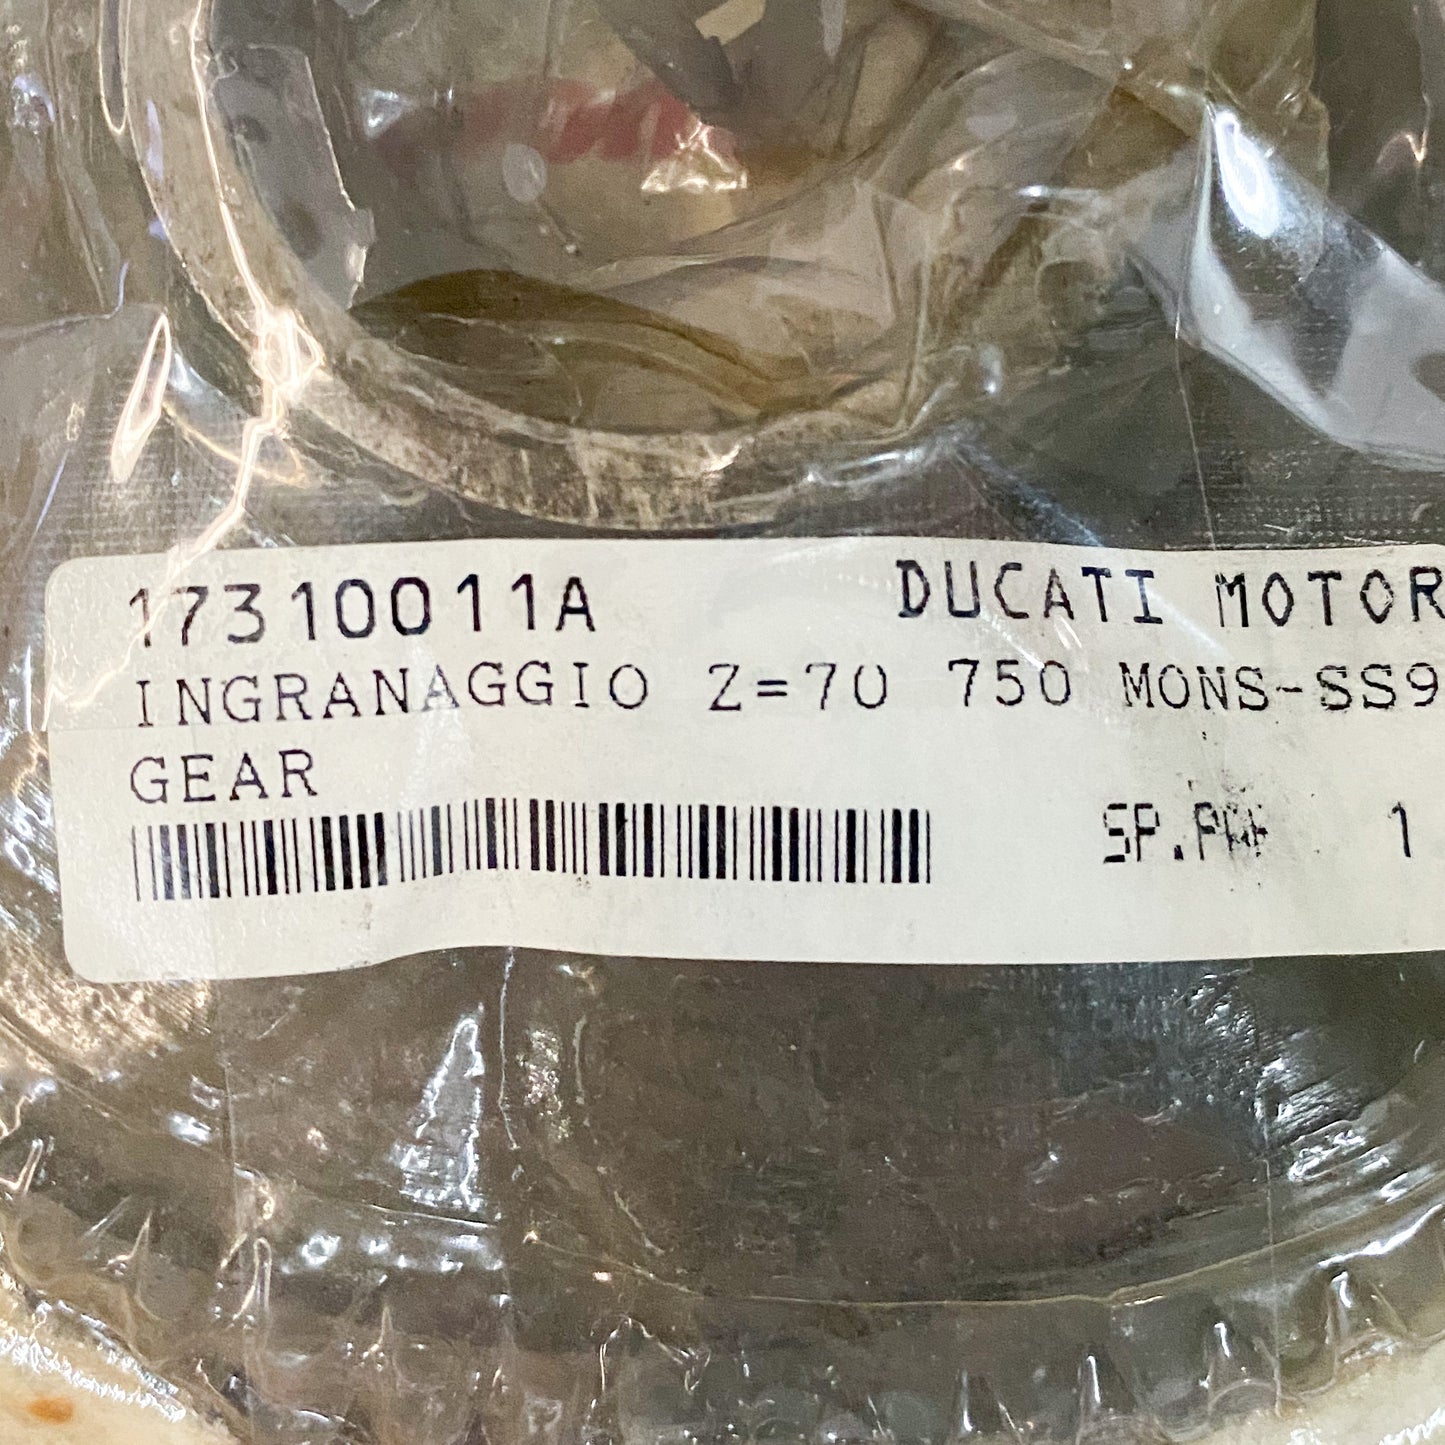 17310011A DUCATI MOTOR
INGRANAGGIO Z=70 750 MONS-SS9
GEAR
1